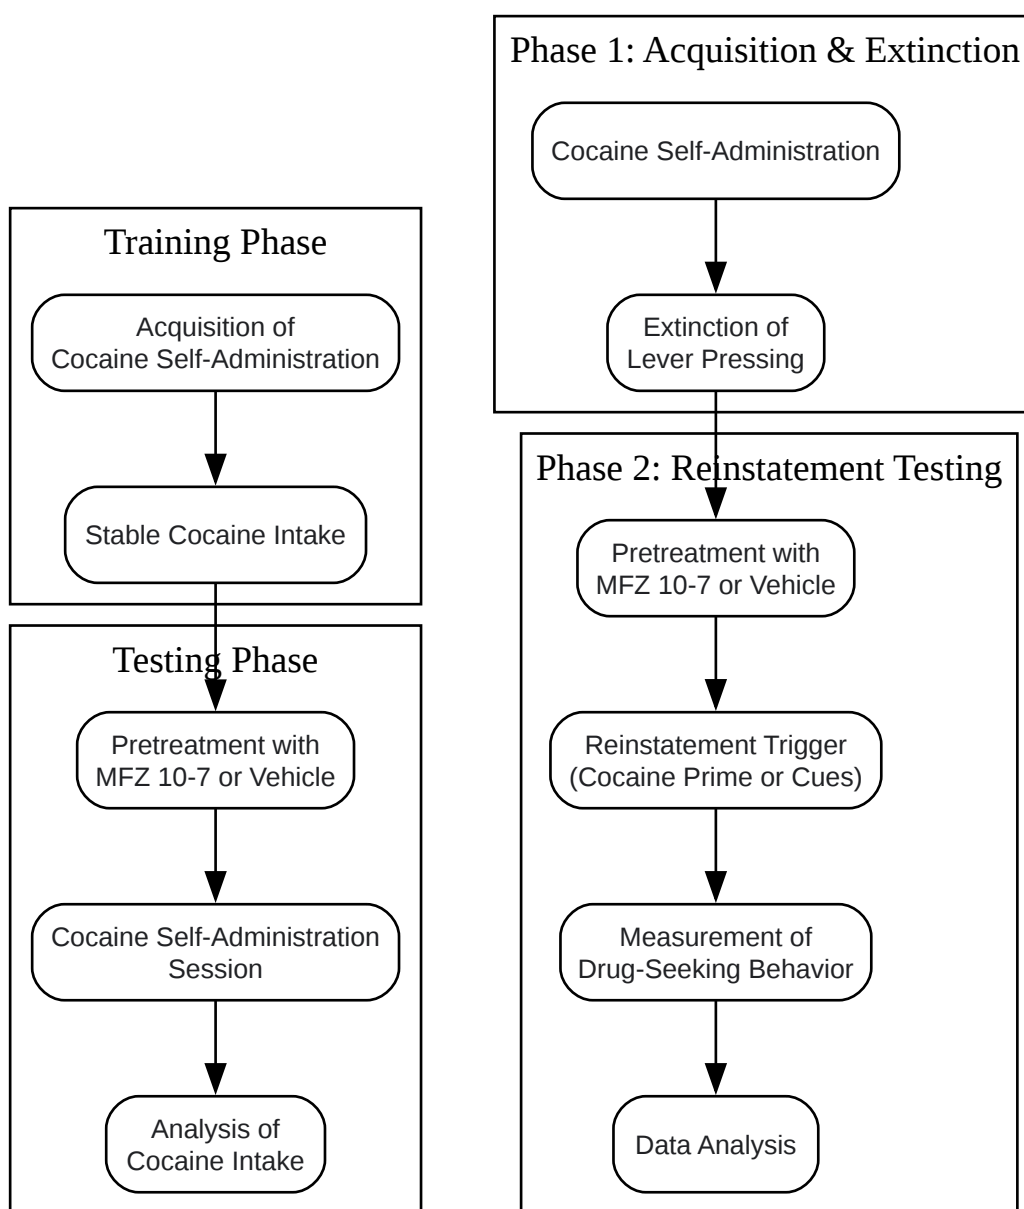 Training Phase
Acquisition of
Cocaine Self-Administration
Stable Cocaine Intake
Testing Phase
Pretreatment with
MFZ 10-7 or Vehicle
Cocaine Self-Administration
Session
Analysis of
Cocaine Intake
Phase 1: Acquisition & Extinction
Cocaine Self-Administration
Extinction of
Lever Pressing
Phase 2: Reinstatement Testing
Pretreatment with
MFZ 10-7 or Vehicle
Reinstatement Trigger
(Cocaine Prime or Cues)
Measurement of
Drug-Seeking Behavior
Data Analysis